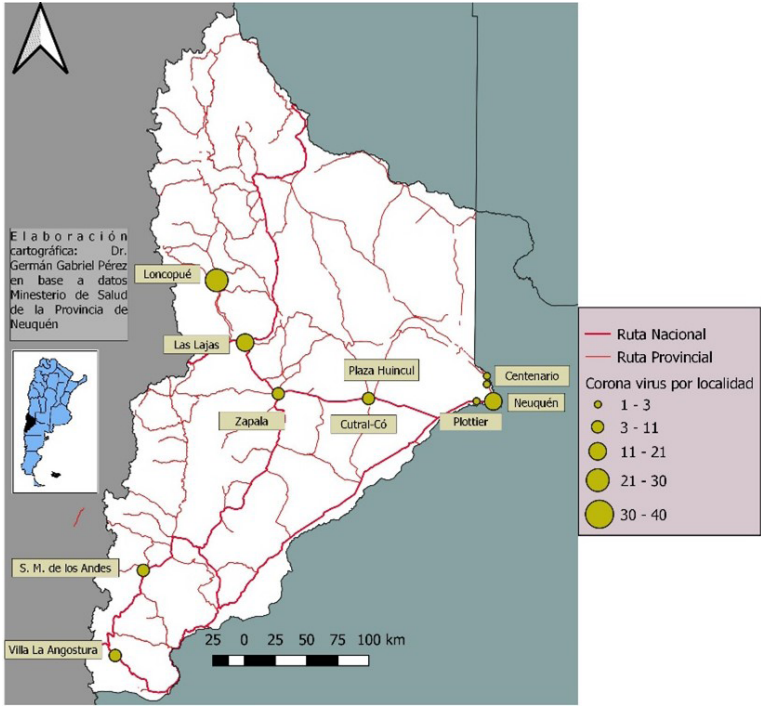 Elaboración
cartográfica: Dr.
Germán Gabriel Pérez
en base a datos
Minesterio de Salud
de la Provincia de
Neuquén
Loncopué
Las Lajas
Plaza Huincul
Centenario
Neuquén
Zapala
Cutral-Có
Plottier
S. M. de los Andes
Villa La Angostura
25 0 25 50 75 100 km
Ruta Nacional
Ruta Provincial
Corona virus por localidad
1 - 3
3 - 11
11 - 21
21 - 30
30 - 40